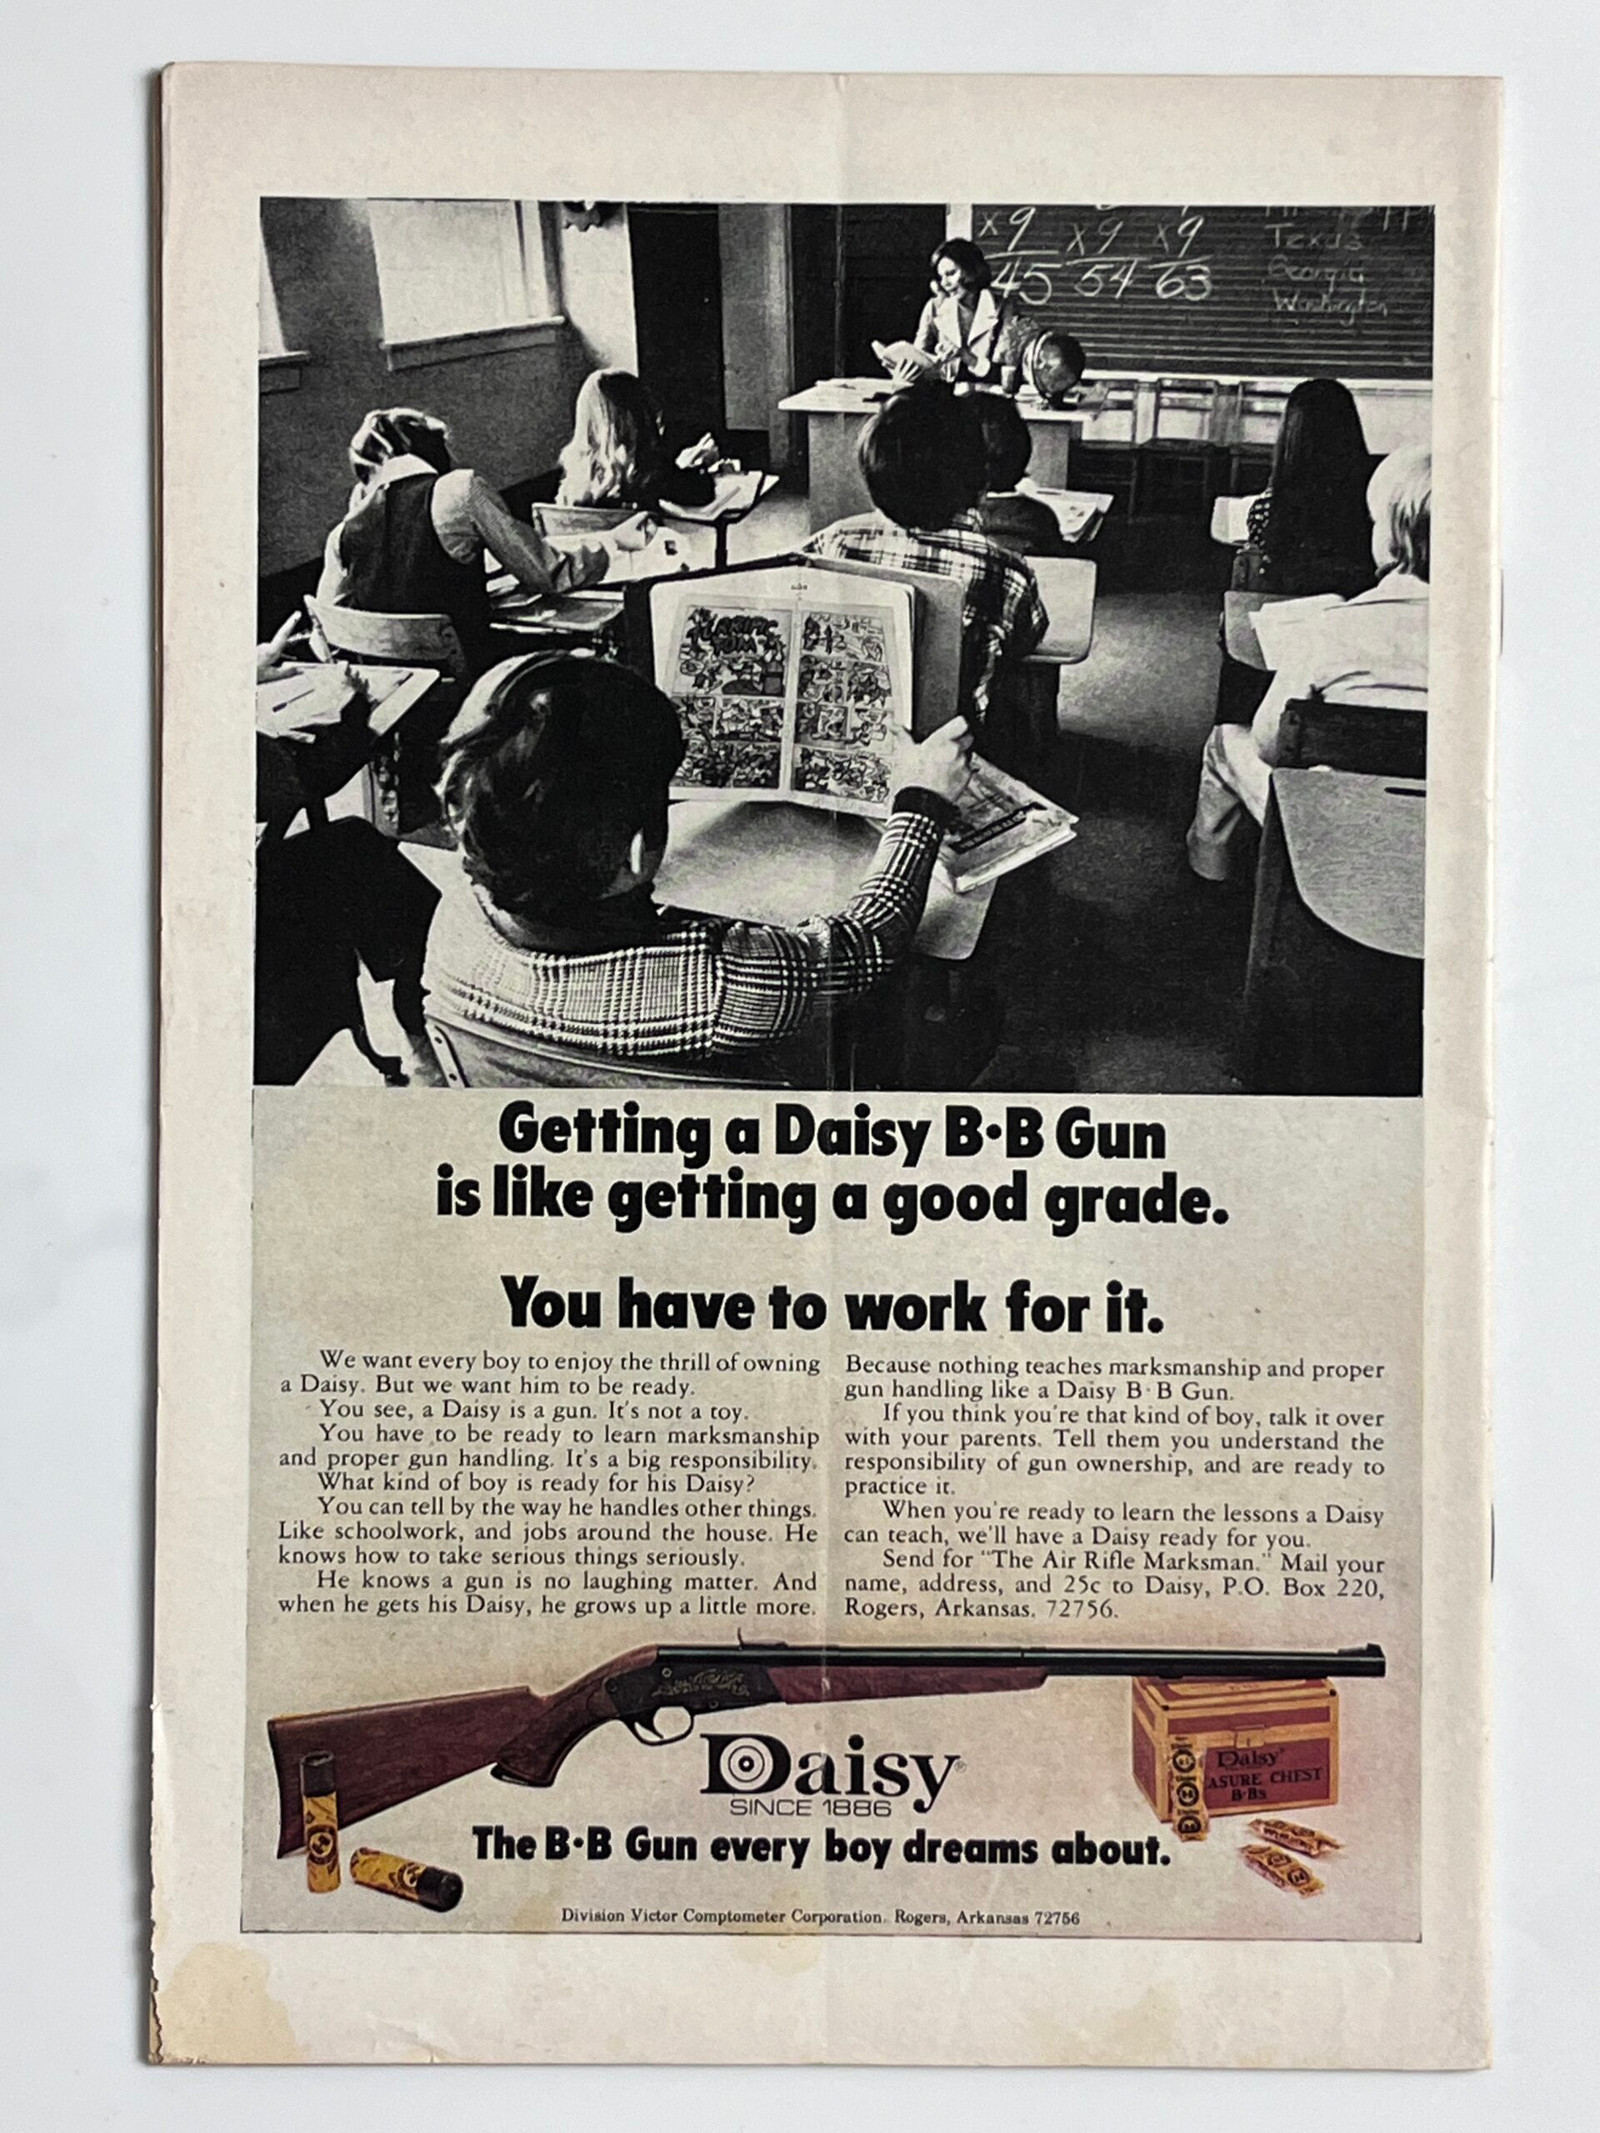 x9 x9 x9
45 54 63
Texas
Georgia
Washington
TERRIFIC
TOM
Getting a Daisy B·B Gun
is like getting a good grade.
You have to work for it.
We want every boy to enjoy the thrill of owning
a Daisy. But we want him to be ready.
You see, a Daisy is a gun. It's not a toy.
You have to be ready to learn marksmanship
and proper gun handling. It's a big responsibility.
What kind of boy is ready for his Daisy?
You can tell by the way he handles other things.
Like schoolwork, and jobs around the house. He
knows how to take serious things seriously.
He knows a gun is no laughing matter. And
when he gets his Daisy, he grows up a little more.
Because nothing teaches marksmanship and proper
gun handling like a Daisy B·B Gun.
If you think you're that kind of boy, talk it over
with your parents. Tell them you understand the
responsibility of gun ownership, and are ready to
practice it.
When you're ready to learn the lessons a Daisy
can teach, we'll have a Daisy ready for you.
Send for "The Air Rifle Marksman." Mail your
name, address, and 25c to Daisy, P.O. Box 220,
Rogers, Arkansas. 72756.
Daisy®
SINCE 1886
Daisy
ASURE CHEST
B·Bs
The B·B Gun every boy dreams about.
Division Victor Comptometer Corporation. Rogers, Arkansas 72756